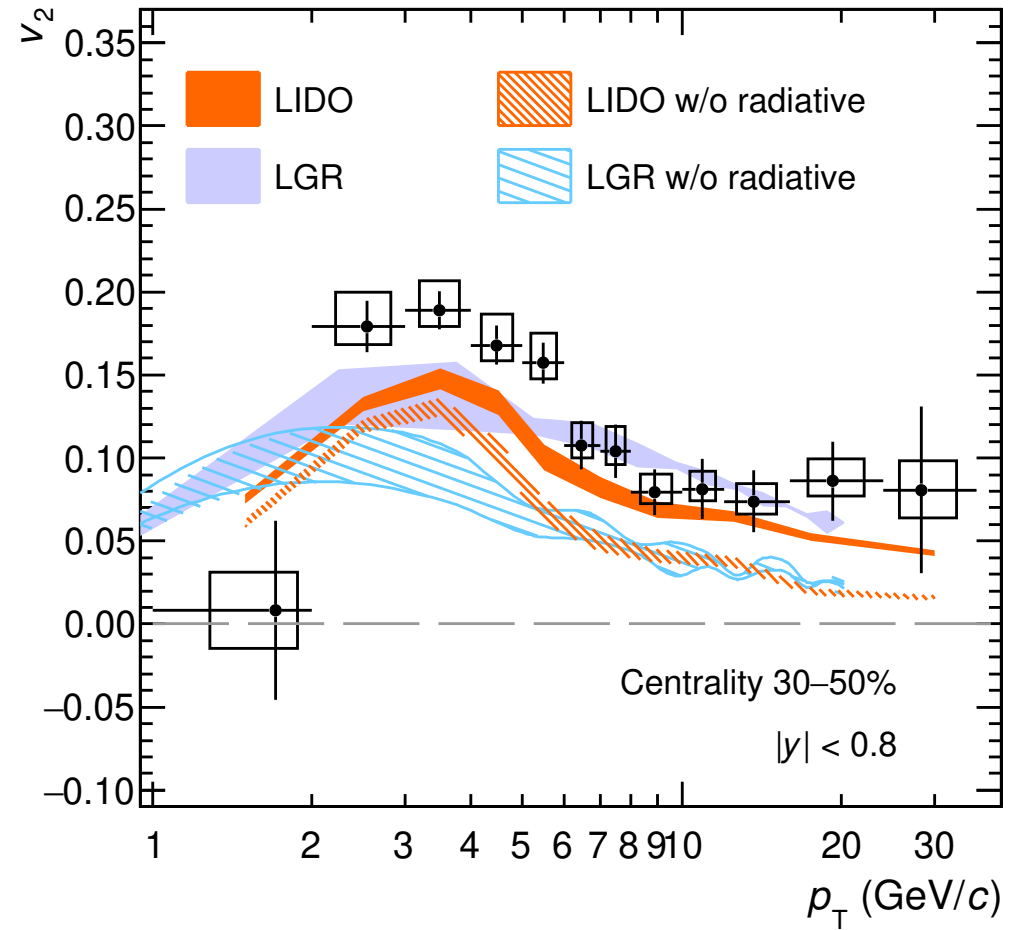 v2
0.35
0.30
0.25
0.20
0.15
0.10
0.05
0.00
−0.05
−0.10
LIDO
LIDO w/o radiative
LGR
LGR w/o radiative
Centrality 30–50%
|y| < 0.8
1 2 3 4 5 6 7 8 910 20 30
pT (GeV/c)